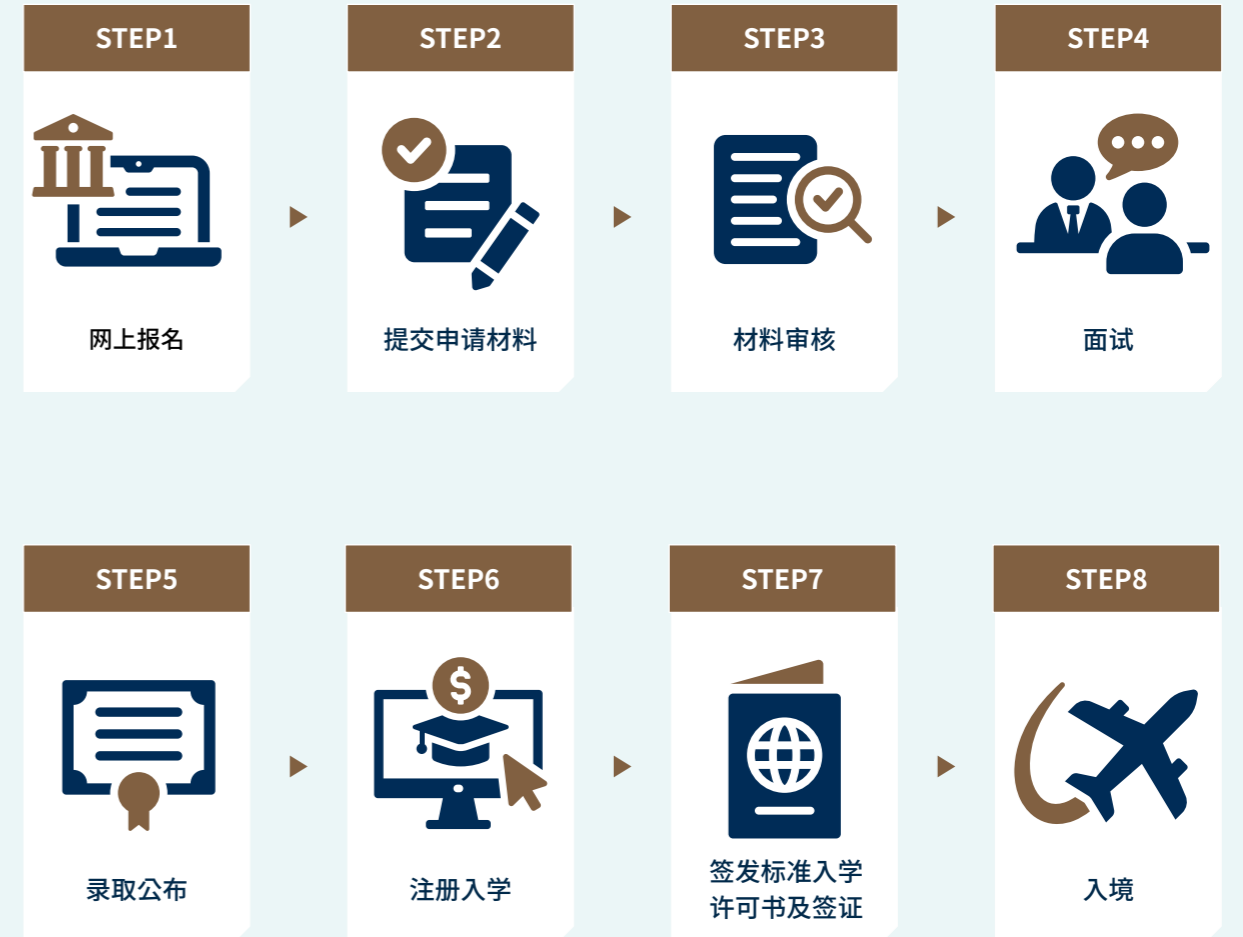 STEP1
网上报名
STEP2
提交申请材料
STEP3
材料审核
STEP4
面试
STEP5
录取公布
STEP6
$
注册入学
STEP7
签发标准入学
许可书及签证
STEP8
入境